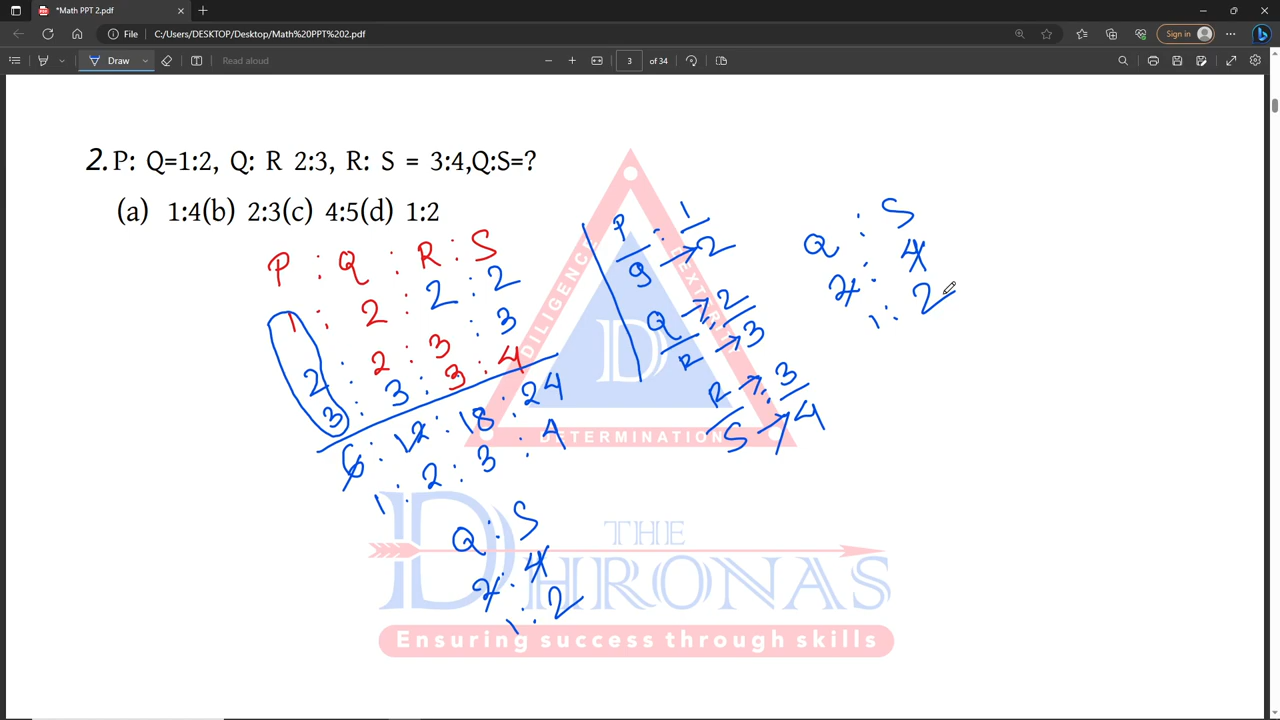 *Math PPT 2.pdf
File
C:/Users/DESKTOP/Desktop/Math%20PPT%202.pdf
Sign in
Draw
Read aloud
3 of 34
2. P: Q=1:2, Q: R 2:3, R: S = 3:4,Q:S=?
(a) 1:4(b) 2:3(c) 4:5(d) 1:2
P : Q : R : S
1 : 2 : 2 : 2
: 3
2 : 2 : 3
3 : 3 : 3 : 4
6 : 12 : 18 : 24
1 : 2 : 3 : 4
Q : S
2 : 4
1 : 2
P : 1
Q → 2
Q → 2
R → 3
R → 3
S → 4
Q : S
2 : 4
1 : 2
DILIGENCE
DEXTERITY
DETERMINATION
D
THE
DHRONAS
Ensuring success through skills